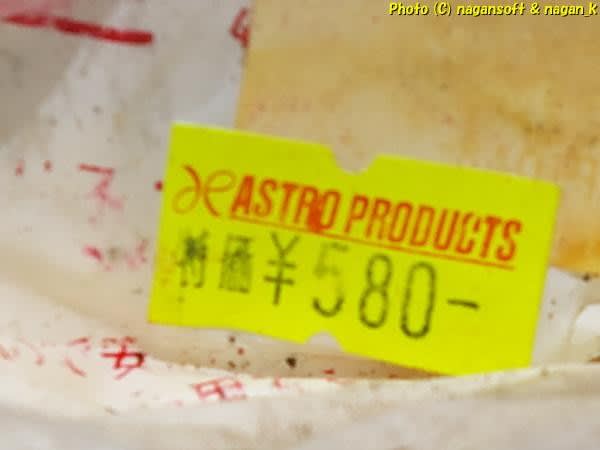 Photo (C) nagansoft & nagan_K
ASTRO PRODUCTS
特価¥580-